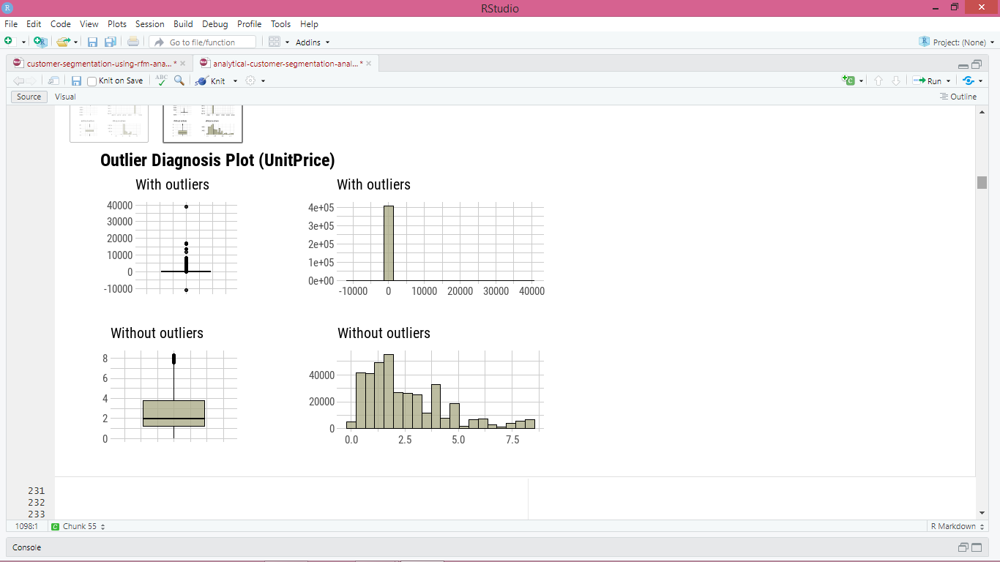 RStudio
File Edit Code View Plots Session Build Debug Profile Tools Help
Go to file/function Addins Project: (None)
customer-segmentation-using-rfm-ana...* analytical-customer-segmentation-anal...*
Knit on Save ABC Knit Run
Source Visual Outline
Outlier Diagnosis Plot (UnitPrice)
With outliers
40000
30000
20000
10000
0
-10000
With outliers
4e+05
3e+05
2e+05
1e+05
0e+00
-10000 0 10000 20000 30000 40000
Without outliers
8
6
4
2
0
Without outliers
40000
20000
0
0.0 2.5 5.0 7.5
231
232
233
1098:1 C Chunk 55 R Markdown
Console